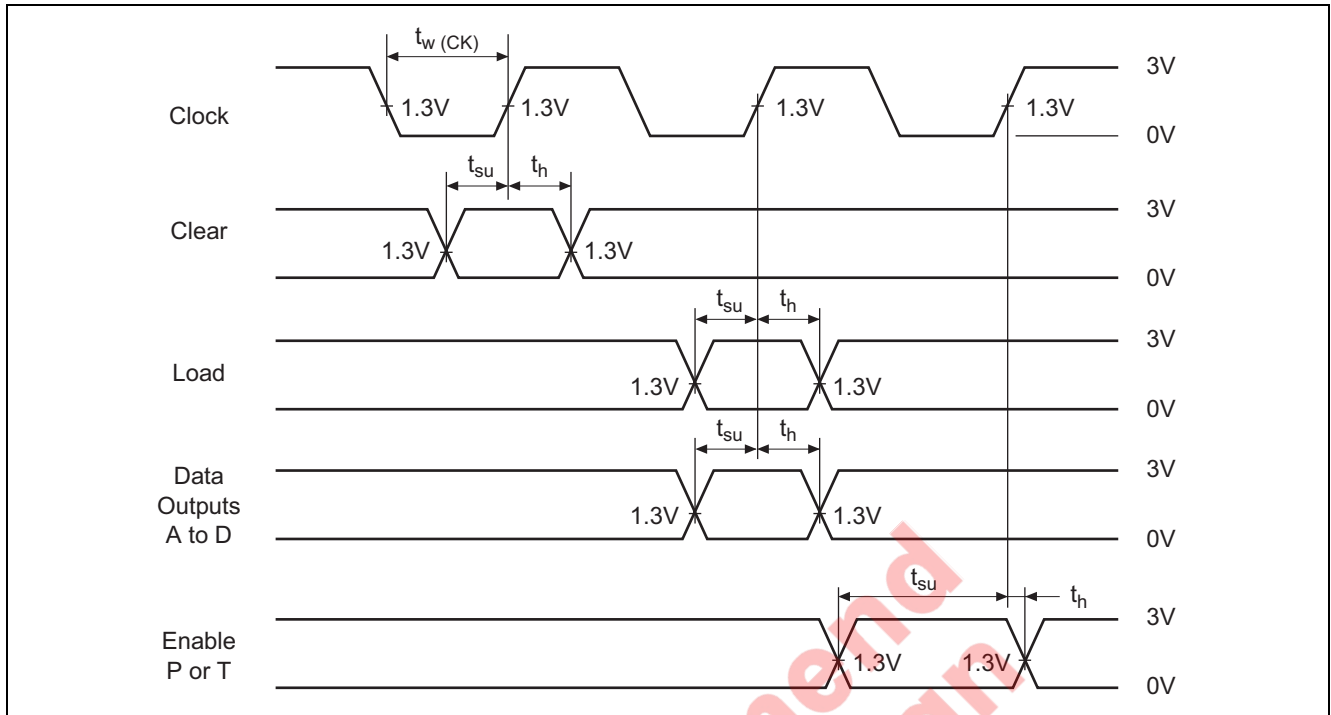 tw (CK)
3V
1.3V
1.3V
1.3V
1.3V
Clock
0V
tsu
th
3V
Clear
1.3V
1.3V
0V
tsu
th
3V
Load
1.3V
1.3V
0V
tsu
th
3V
Data
Outputs
A to D
1.3V
1.3V
0V
tsu
th
3V
Enable
P or T
1.3V
1.3V
0V